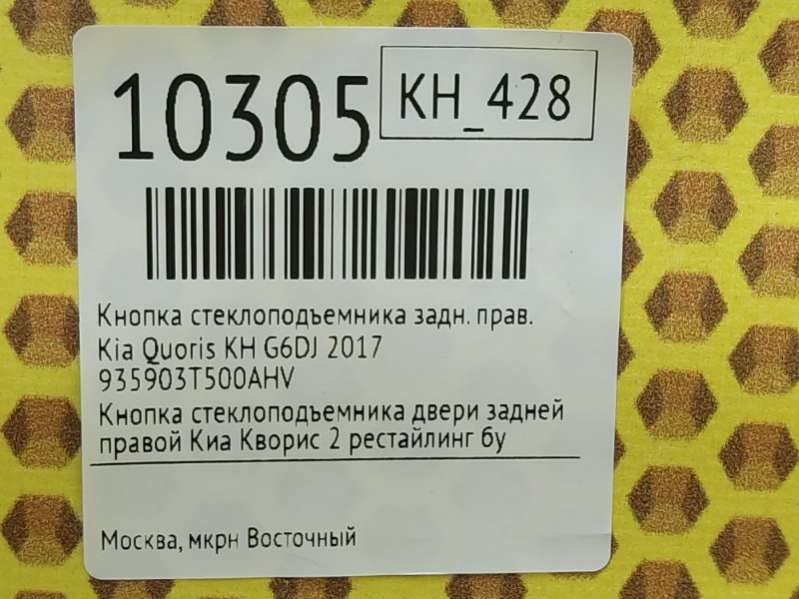 10305
KH_428
Кнопка стеклоподъемника задн. прав.
Kia Quoris KH G6DJ 2017
935903T500AHV
Кнопка стеклоподъемника двери задней
правой Киа Кворис 2 рестайлинг бу
Москва, мкрн Восточный